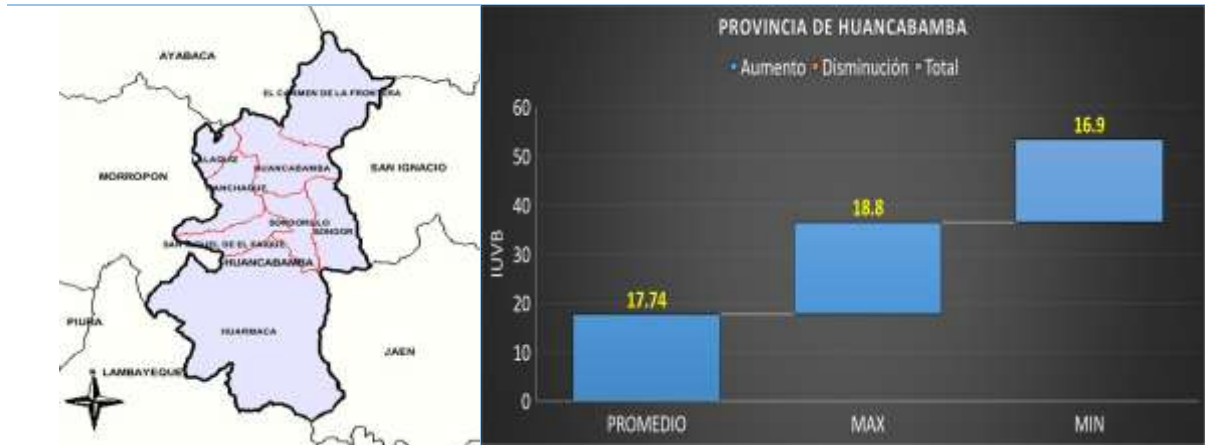 AYABACA
EL CARMEN DE LA FRONTERA
LALAQUIZ
HUANCABAMBA
SAN IGNACIO
MORROPON
CANCHAQUE
SONDORILLO
SONDOR
SAN MIGUEL DE EL FAIQUE
HUANCABAMBA
PIURA
HUARMACA
JAEN
LAMBAYEQUE
PROVINCIA DE HUANCABAMBA
Aumento Disminución Total
IUVB
60
50
40
30
20
10
0
17.74
18.8
16.9
PROMEDIO MAX MIN